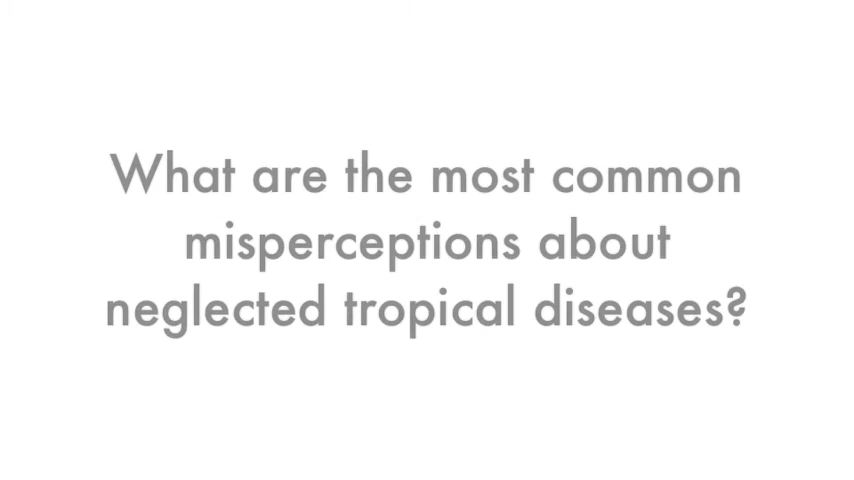 What are the most common
misperceptions about
neglected tropical diseases?